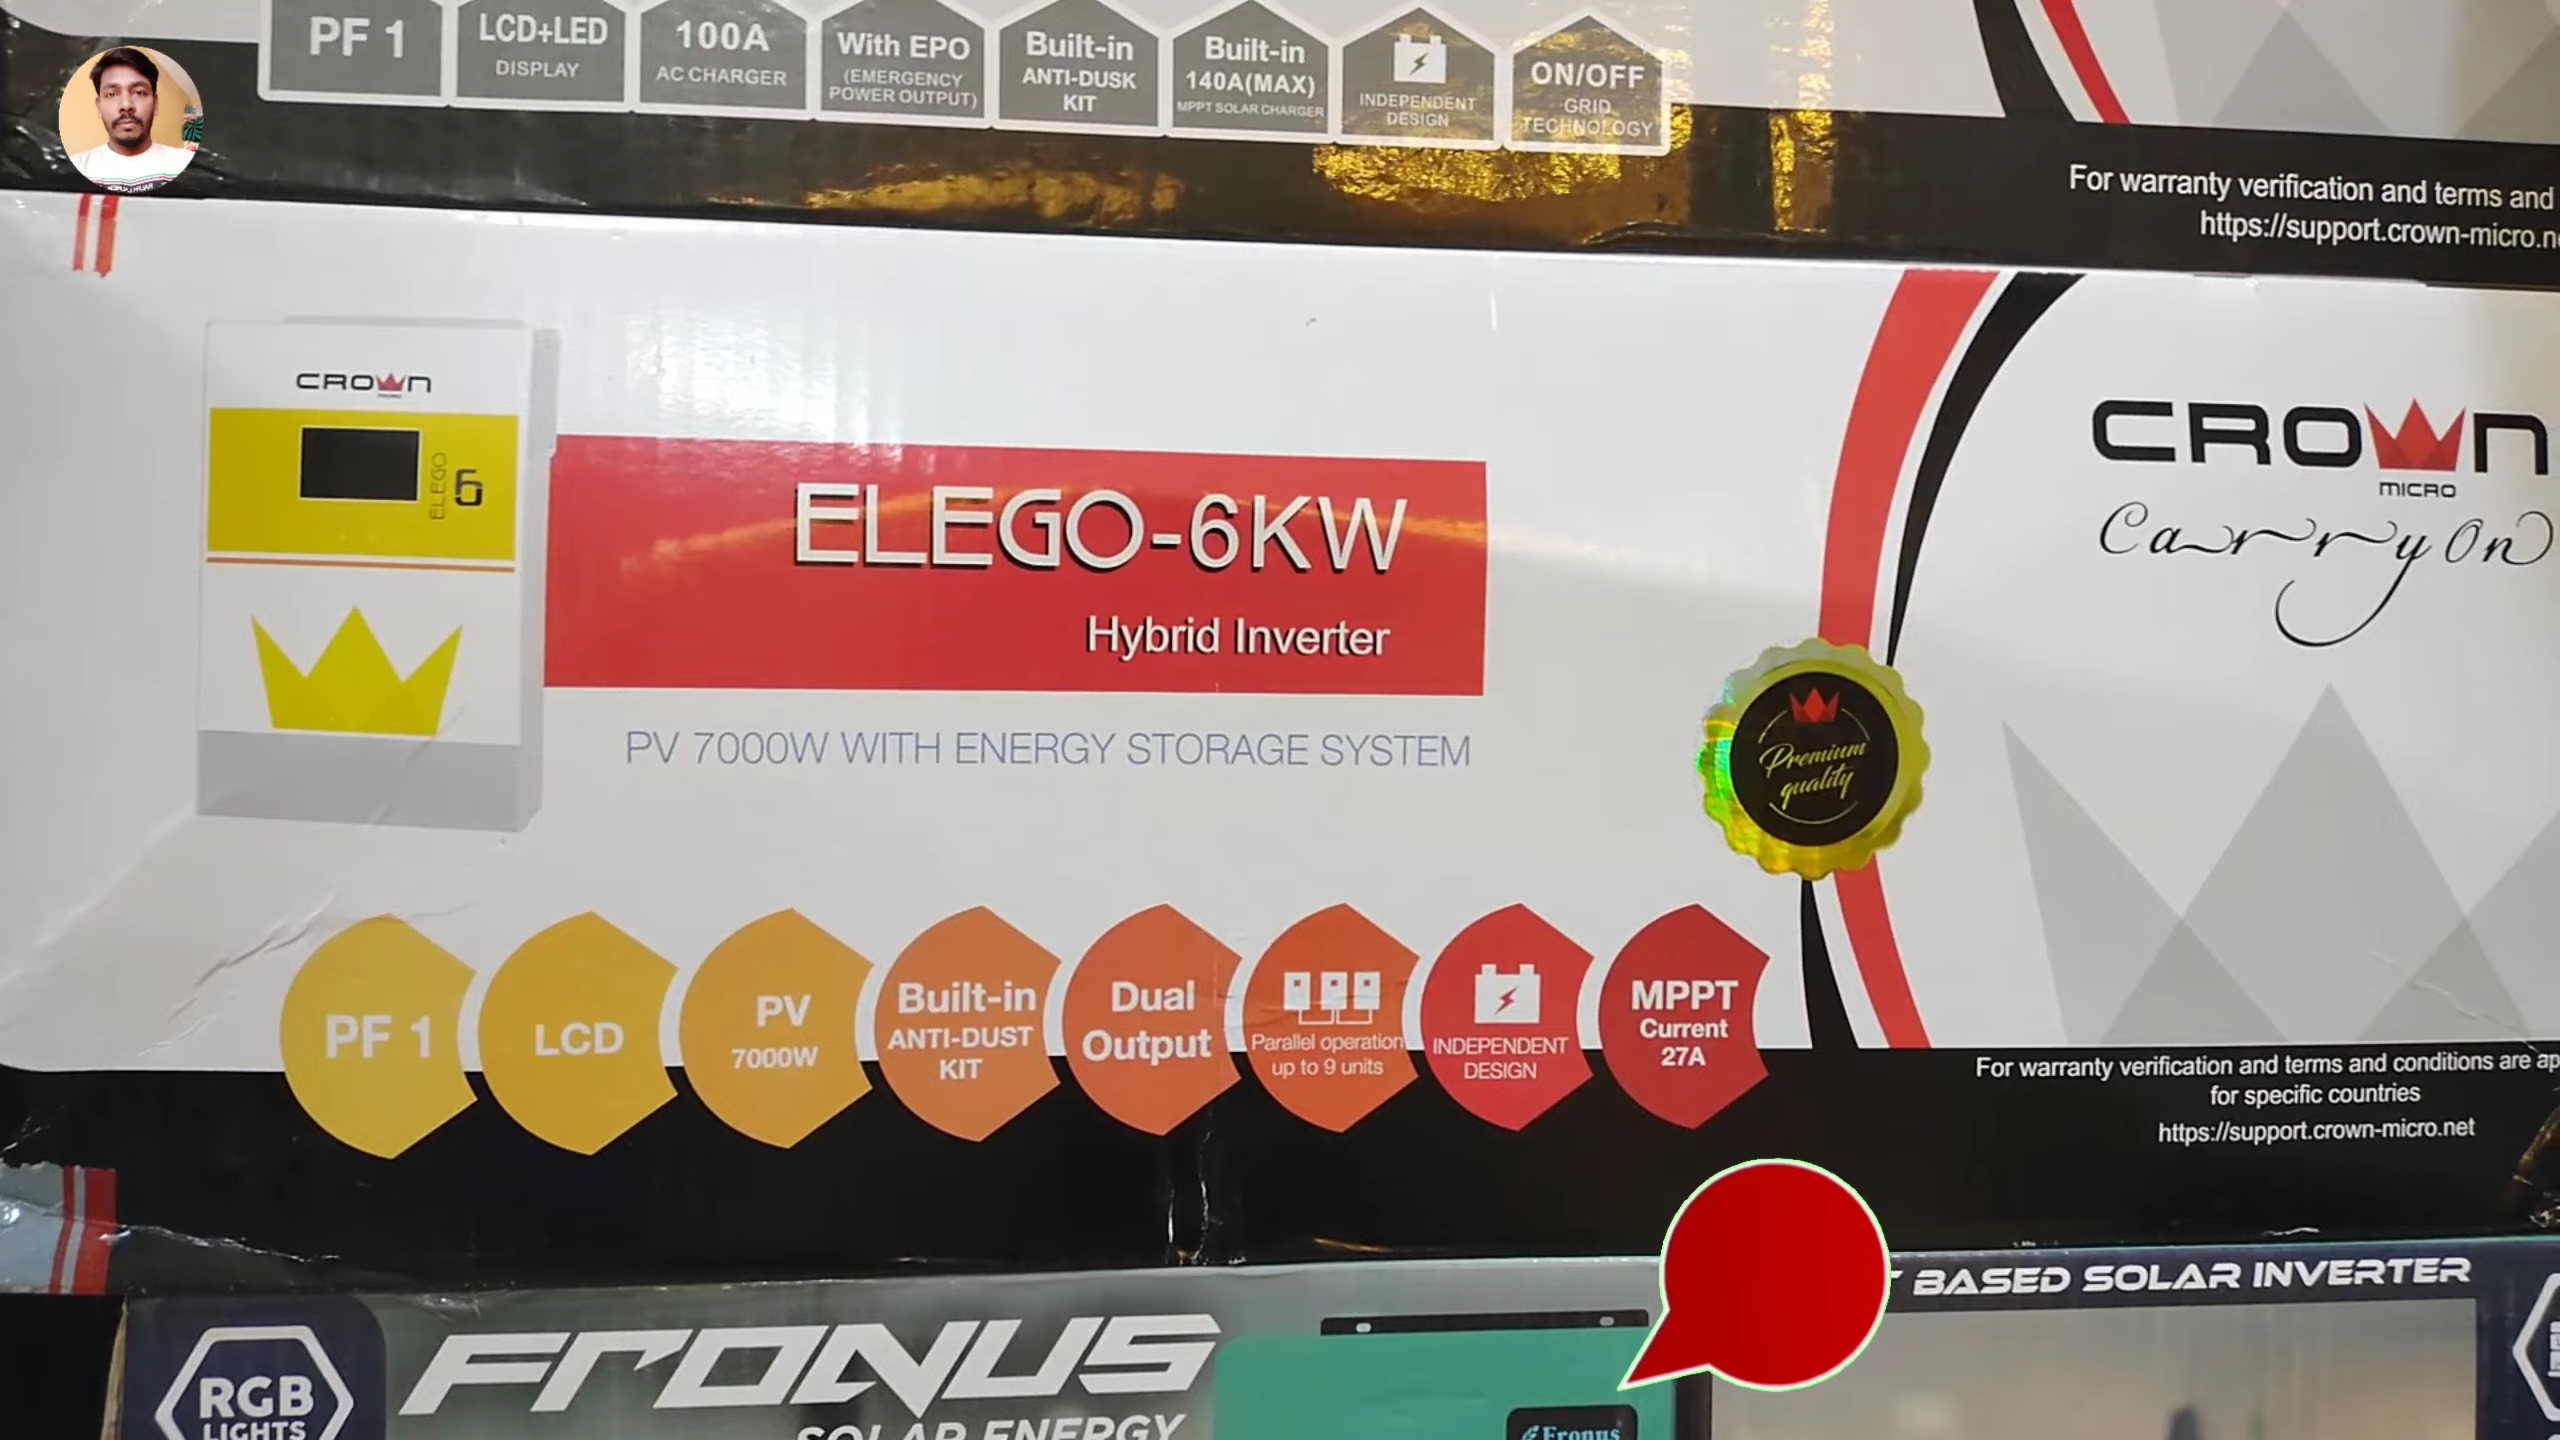 PF 1
LCD+LED
DISPLAY
100A
AC CHARGER
With EPO
(EMERGENCY
POWER OUTPUT)
Built-in
ANTI-DUSK
KIT
Built-in
140A(MAX)
MPPT SOLAR CHARGER
INDEPENDENT
DESIGN
ON/OFF
GRID
TECHNOLOGY
For warranty verification and terms and
https://support.crown-micro.n
CROWN
MICRO
ELEGO
6
ELEGO-6KW
Hybrid Inverter
PV 7000W WITH ENERGY STORAGE SYSTEM
CROWN
MICRO
Carry On
Premium
quality
PF 1
LCD
PV
7000W
Built-in
ANTI-DUST
KIT
Dual
Output
Parallel operation
up to 9 units
INDEPENDENT
DESIGN
MPPT
Current
27A
For warranty verification and terms and conditions are ap
for specific countries
https://support.crown-micro.net
BASED SOLAR INVERTER
RGB
LIGHTS
FRONUS
SOLAR ENERGY
Fronus